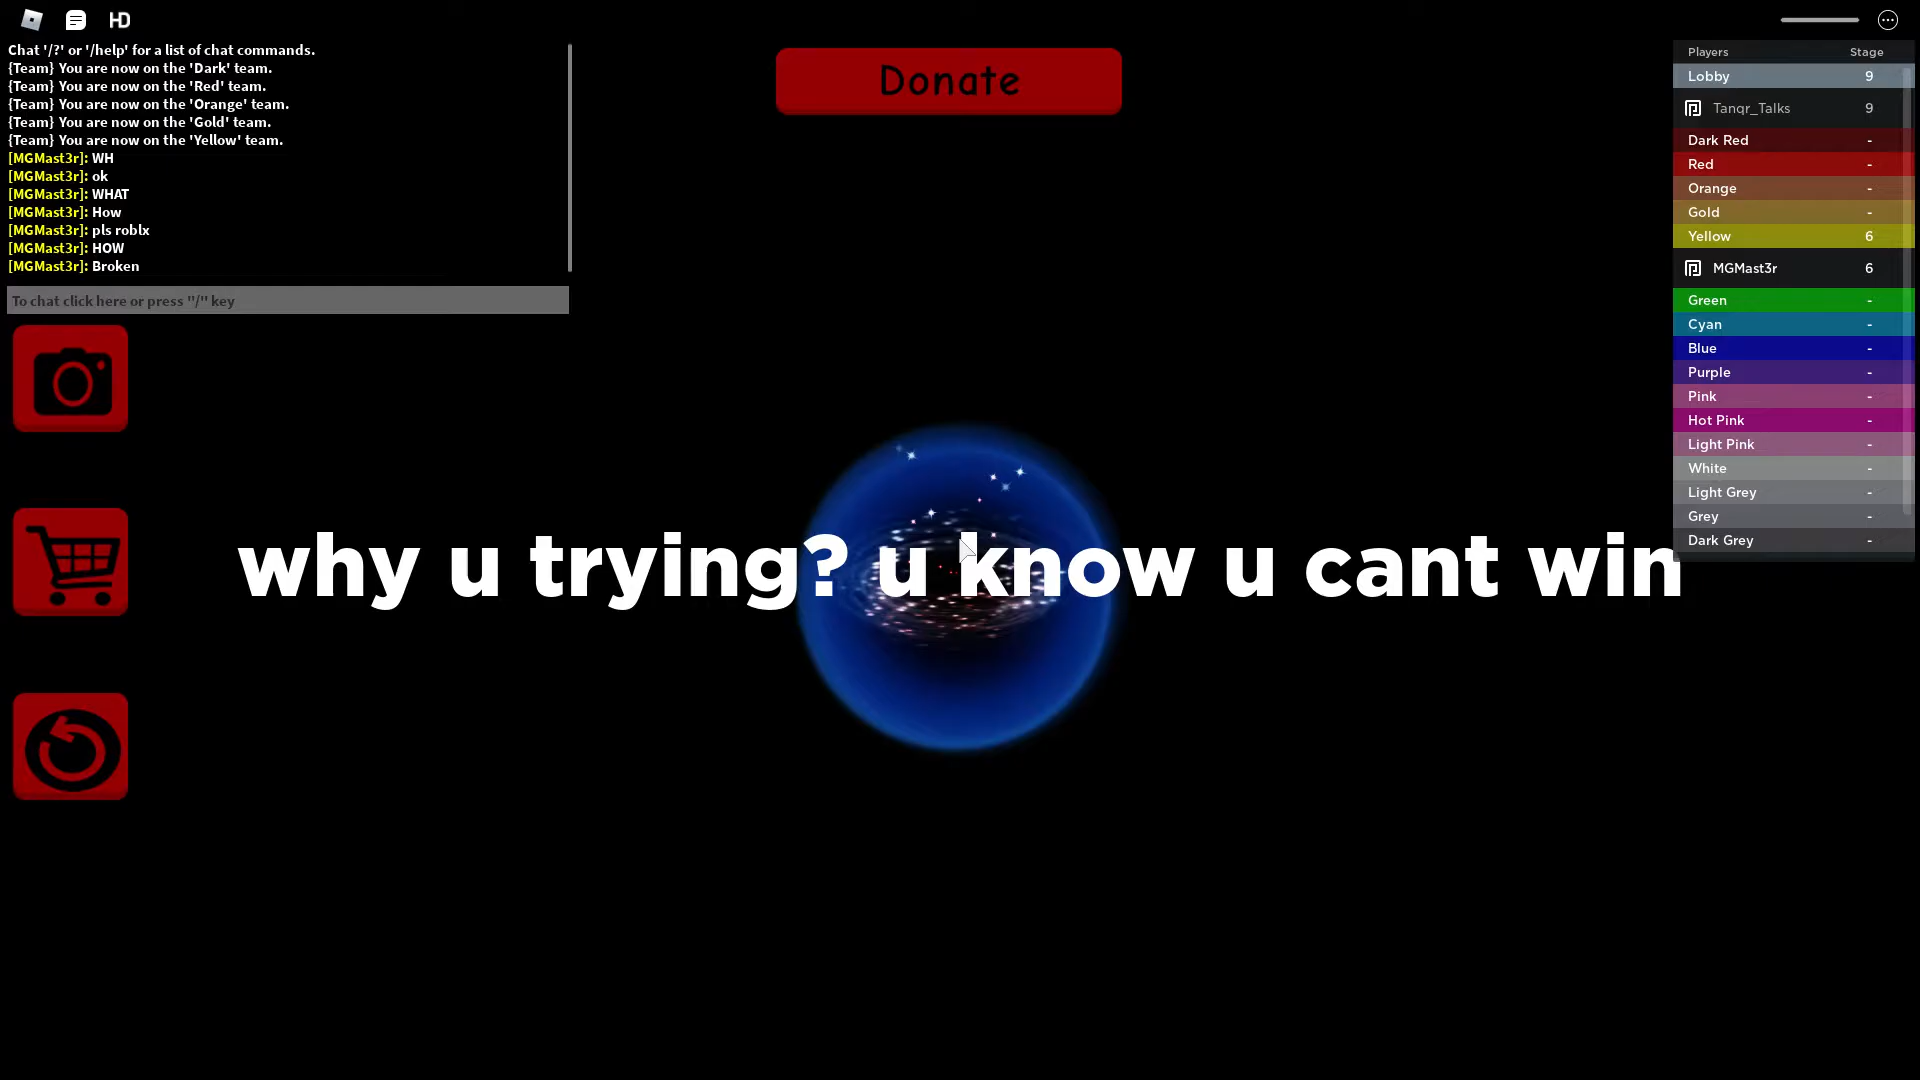 HD
Chat '/?' or '/help' for a list of chat commands.
{Team} You are now on the 'Dark' team.
{Team} You are now on the 'Red' team.
{Team} You are now on the 'Orange' team.
{Team} You are now on the 'Gold' team.
{Team} You are now on the 'Yellow' team.
[MGMast3r]: WH
[MGMast3r]: ok
[MGMast3r]: WHAT
[MGMast3r]: How
[MGMast3r]: pls roblx
[MGMast3r]: HOW
[MGMast3r]: Broken
To chat click here or press "/" key
Donate
why u trying? u know u cant win
Players Stage
Lobby 9
Tanqr_Talks 9
Dark Red -
Red -
Orange -
Gold -
Yellow 6
MGMast3r 6
Green -
Cyan -
Blue -
Purple -
Pink -
Hot Pink -
Light Pink -
White -
Light Grey -
Grey -
Dark Grey -